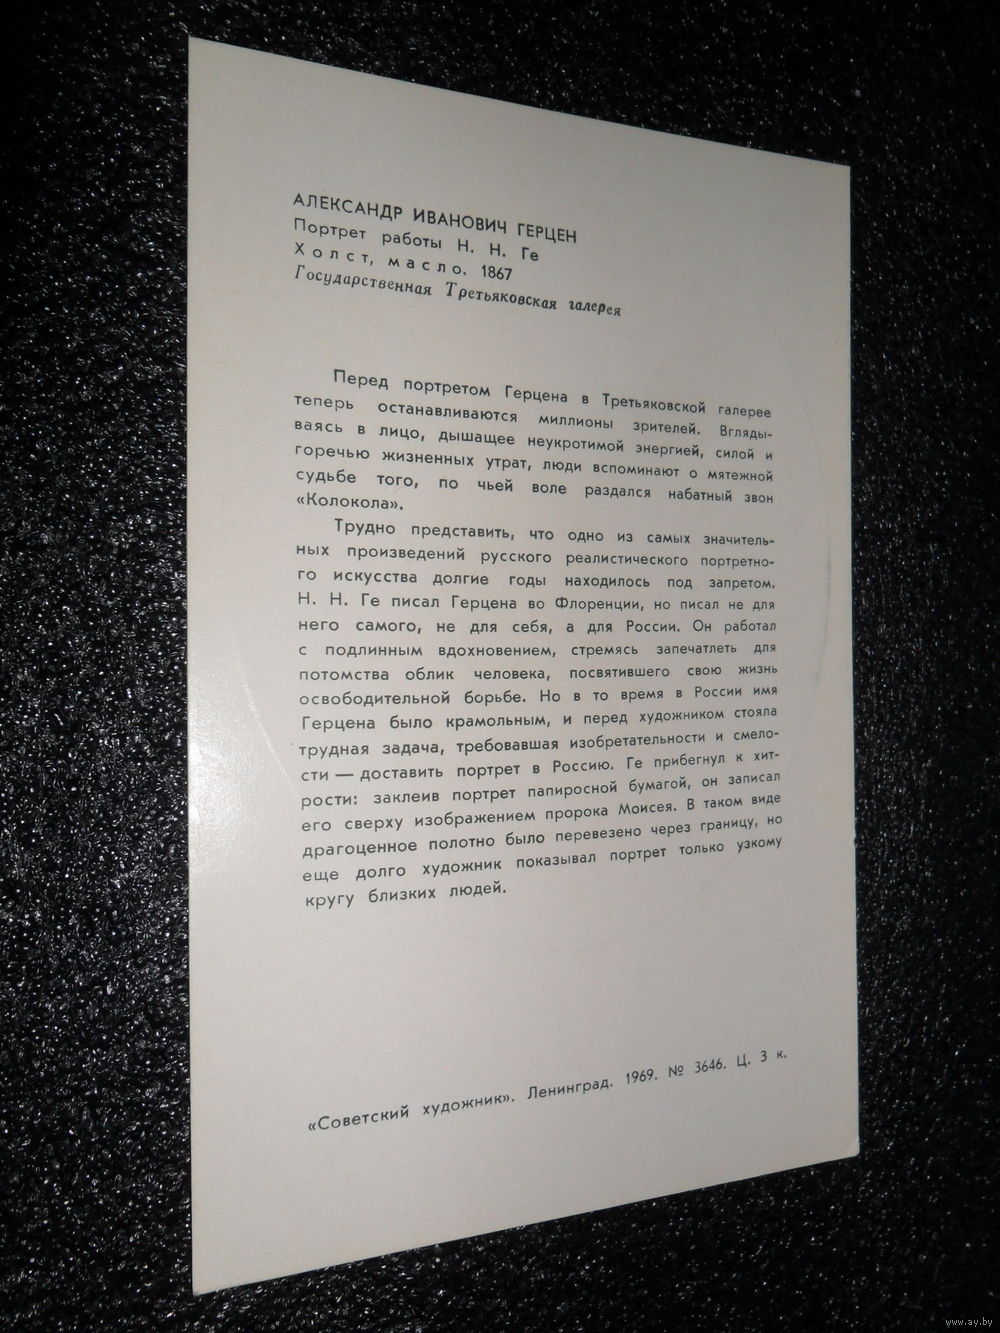 АЛЕКСАНДР ИВАНОВИЧ ГЕРЦЕН
Портрет работы Н. Н. Ге
Холст, масло. 1867
Государственная Третьяковская галерея
Перед портретом Герцена в Третьяковской галерее
теперь останавливаются миллионы зрителей. Вгляды-
ваясь в лицо, дышащее неукротимой энергией, силой и
горечью жизненных утрат, люди вспоминают о мятежной
судьбе того, по чьей воле раздался набатный звон
«Колокола».
Трудно представить, что одно из самых значитель-
ных произведений русского реалистического портретно-
го искусства долгие годы находилось под запретом.
Н. Н. Ге писал Герцена во Флоренции, но писал не для
него самого, не для себя, а для России. Он работал
с подлинным вдохновением, стремясь запечатлеть для
потомства облик человека, посвятившего свою жизнь
освободительной борьбе. Но в то время в России имя
Герцена было крамольным, и перед художником стояла
трудная задача, требовавшая изобретательности и смело-
сти — доставить портрет в Россию. Ге прибегнул к хит-
рости: заклеив портрет папиросной бумагой, он записал
его сверху изображением пророка Моисея. В таком виде
драгоценное полотно было перевезено через границу, но
еще долго художник показывал портрет только узкому
кругу близких людей.
«Советский художник». Ленинград. 1969. № 3646. Ц. 3 к.
www.ay.by